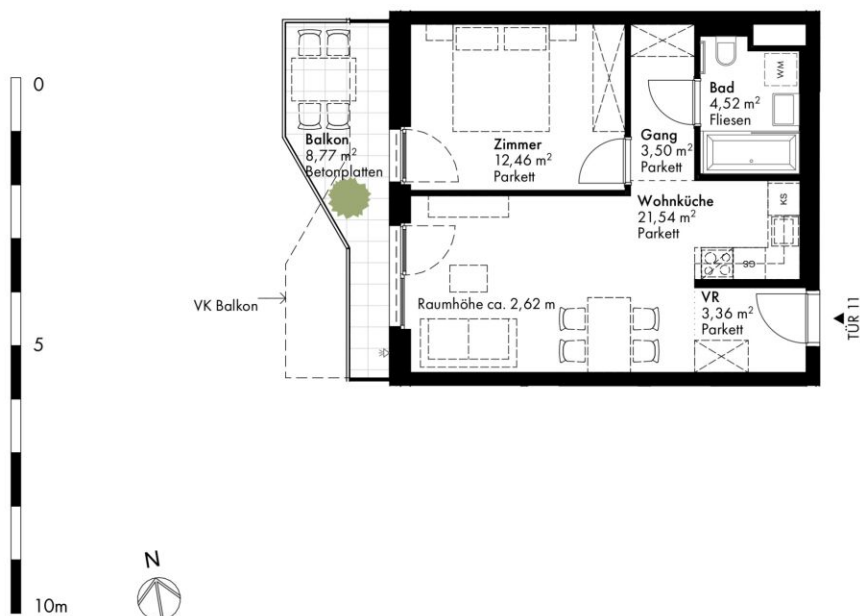 0
5
10m
N
Balkon
8,77 m²
Betonplatten
VK Balkon
Zimmer
12,46 m²
Parkett
Gang
3,50 m²
Parkett
Bad
4,52 m²
Fliesen
WM
Wohnküche
21,54 m²
Parkett
KS
GS
Raumhöhe ca. 2,62 m
VR
3,36 m²
Parkett
TÜR 11